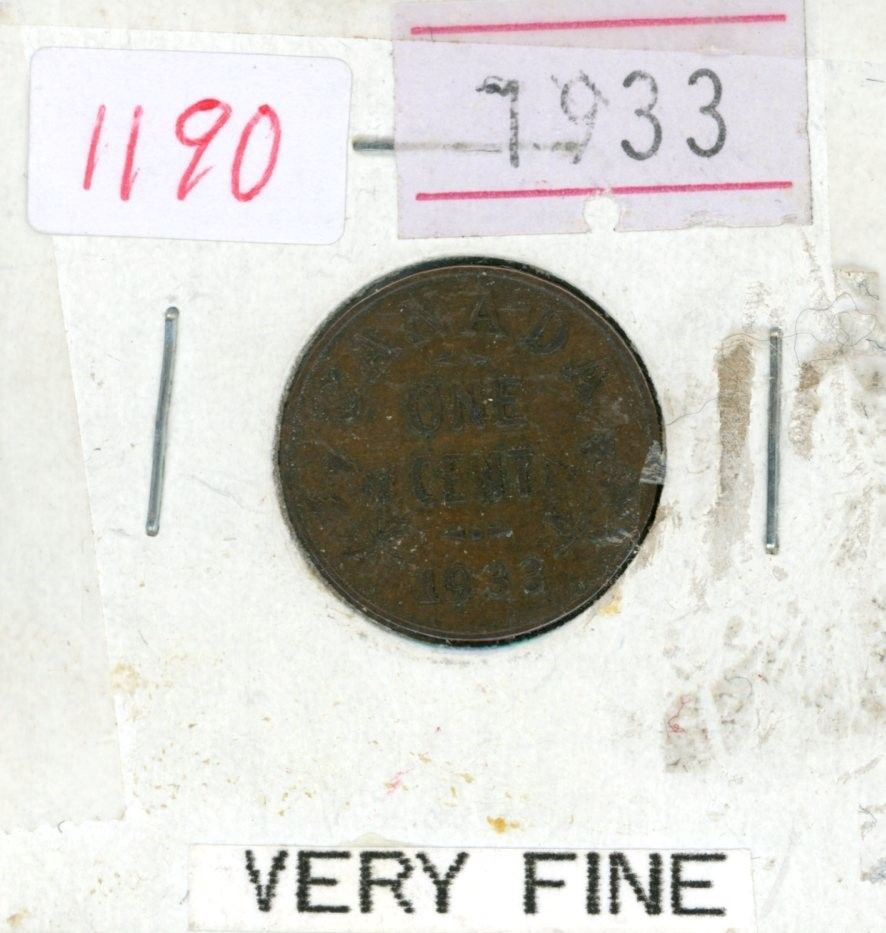 1190
1933
CANADA
ONE
CENT
1933
VERY FINE